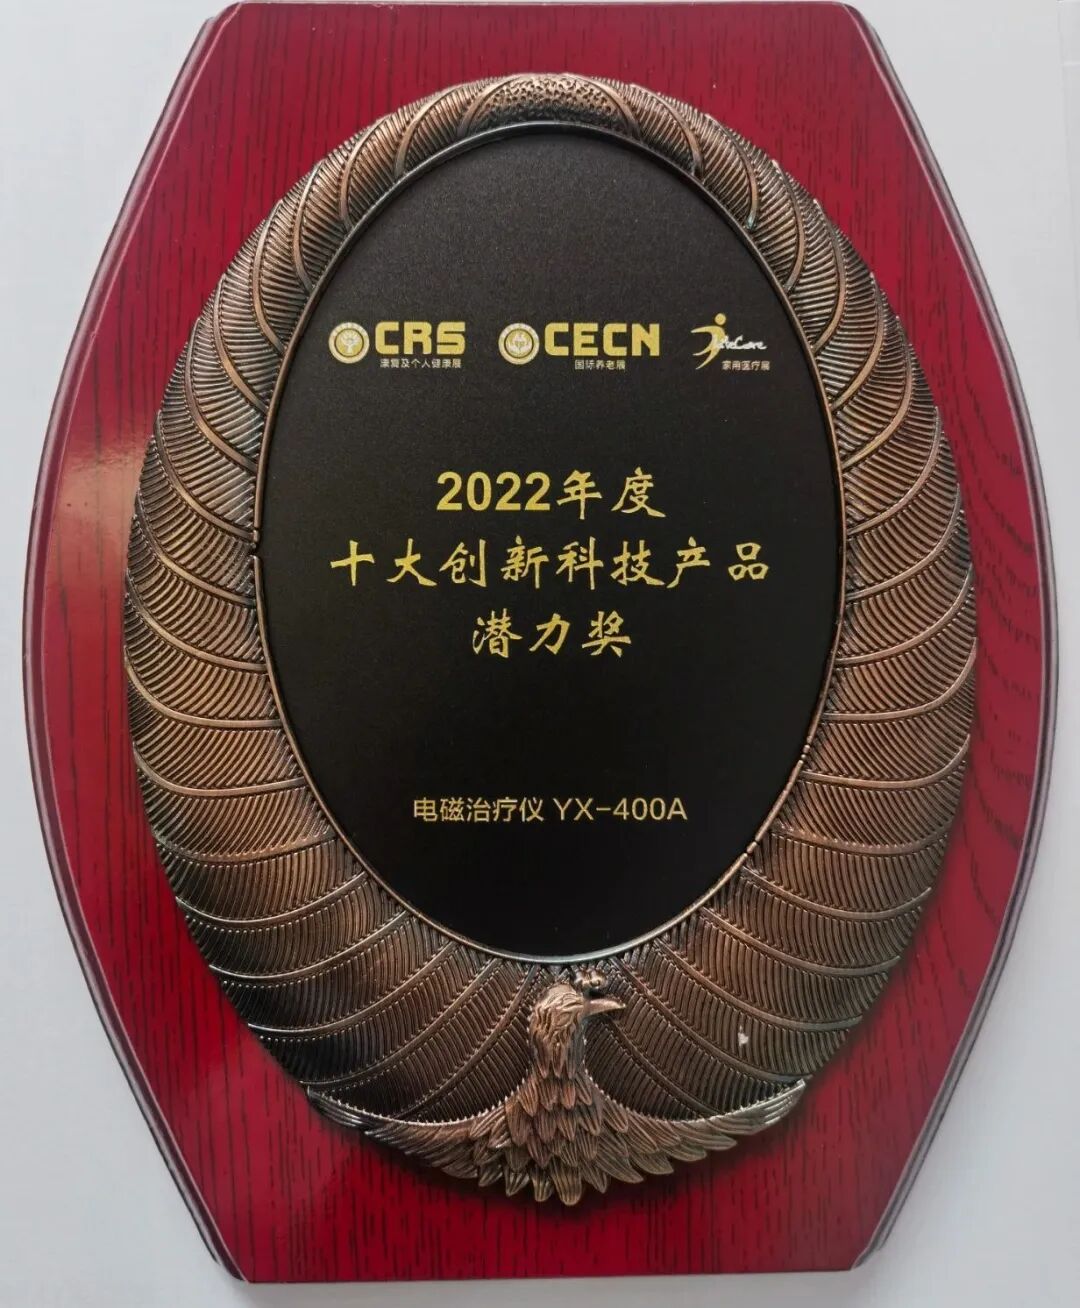 CRS CECN
康复及个人健康展 国际养老展 家用医疗展
2022年度
十大创新科技产品
潜力奖
电磁治疗仪 YX-400A